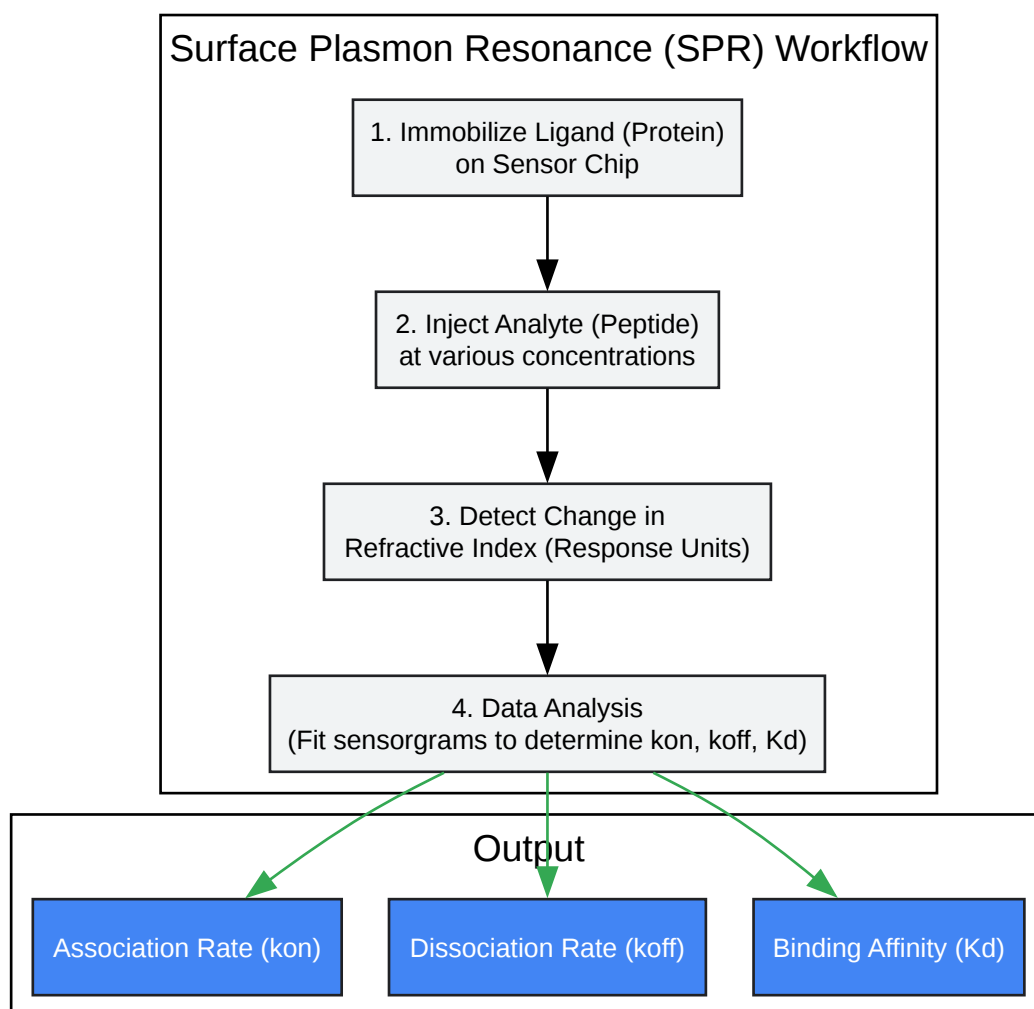 Surface Plasmon Resonance (SPR) Workflow
1. Immobilize Ligand (Protein)
on Sensor Chip
2. Inject Analyte (Peptide)
at various concentrations
3. Detect Change in
Refractive Index (Response Units)
4. Data Analysis
(Fit sensorgrams to determine kon, koff, Kd)
Output
Association Rate (kon)
Dissociation Rate (koff)
Binding Affinity (Kd)